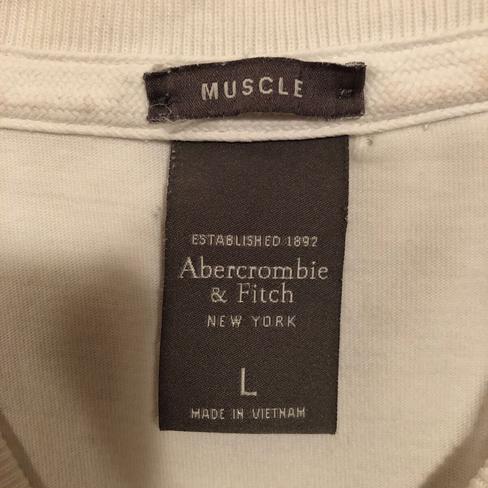 MUSCLE
ESTABLISHED 1892
Abercrombie
& Fitch
NEW YORK
L
MADE IN VIETNAM